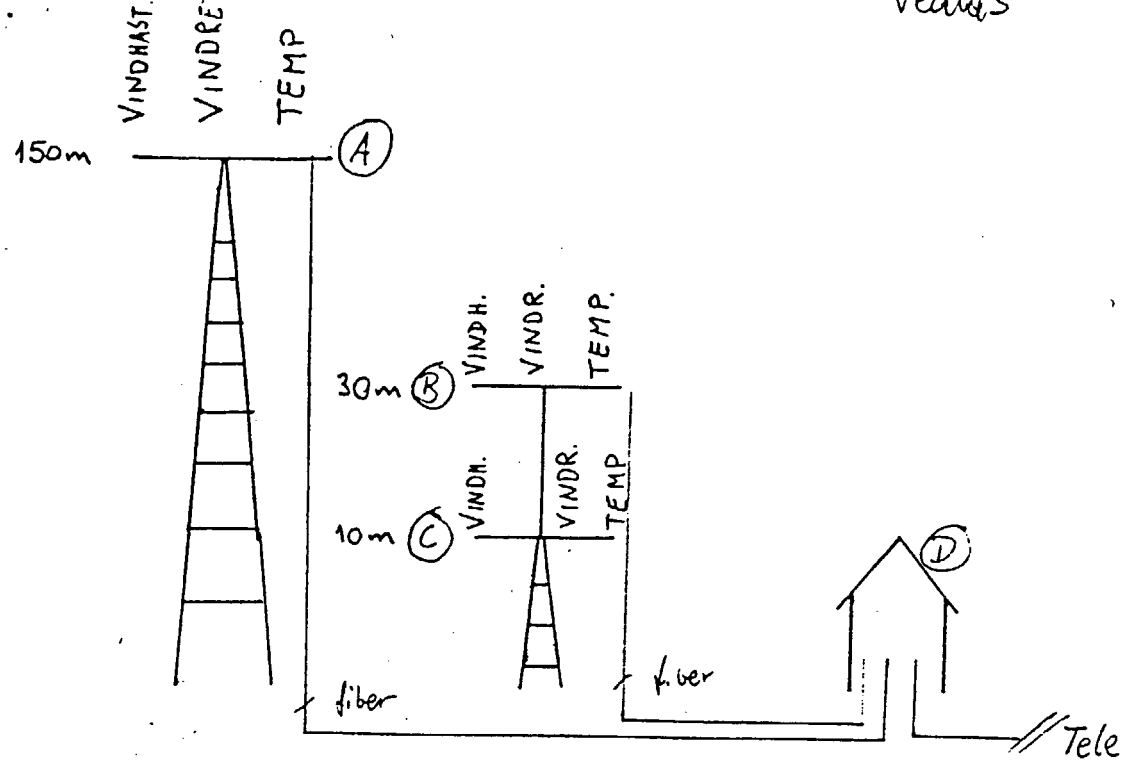 VINDHAST.
VINDRE
TEMP
150m
A
VINDH.
VINDR.
TEMP.
30m B
VINDH.
VINDR.
TEMP
10m C
D
fiber
fiber
Tele